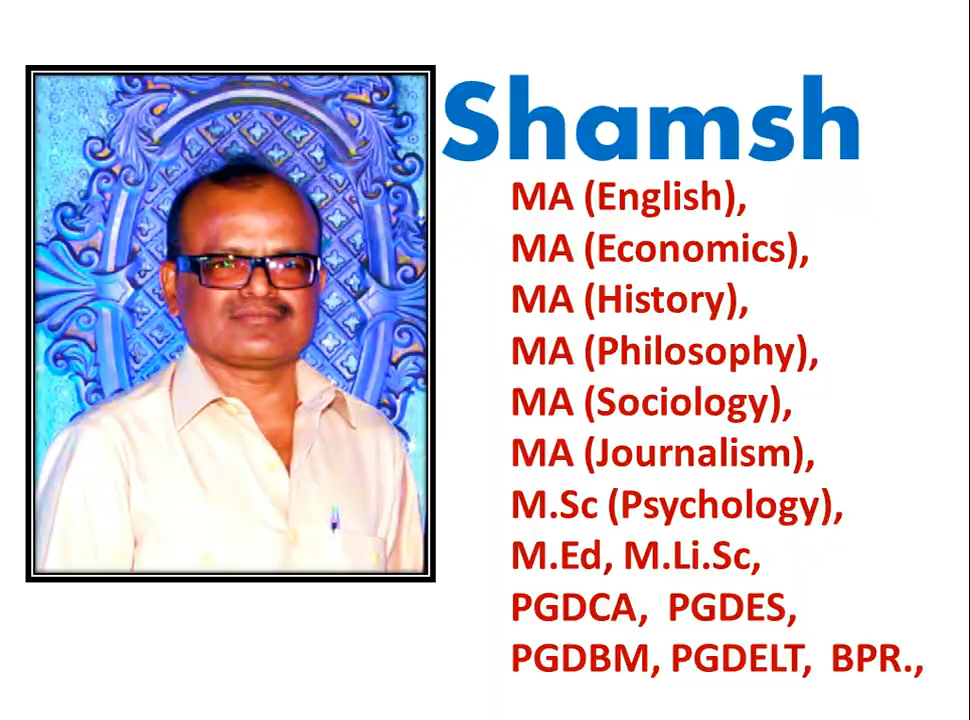 Shamsh
MA (English),
MA (Economics),
MA (History),
MA (Philosophy),
MA (Sociology),
MA (Journalism),
M.Sc (Psychology),
M.Ed, M.Li.Sc,
PGDCA, PGDES,
PGDBM, PGDELT, BPR.,